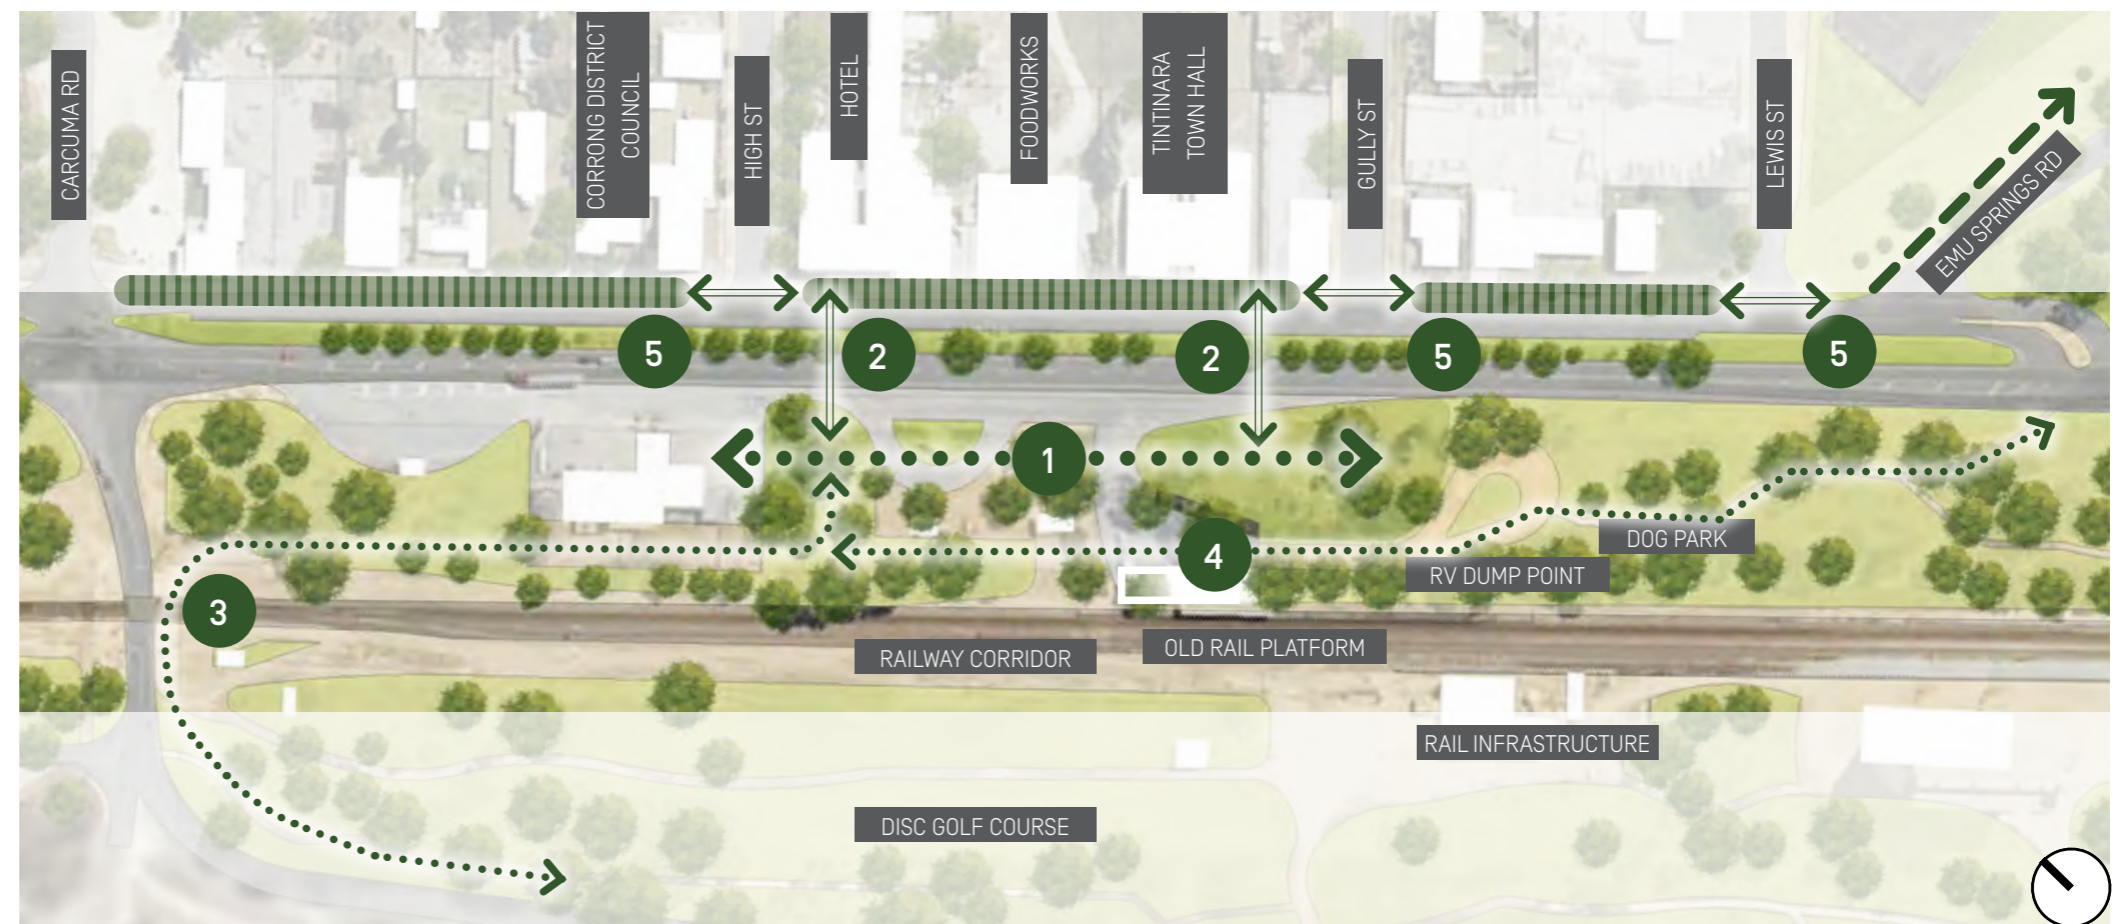 CARCUMA RD
CORRONG DISTRICT
COUNCIL
HIGH ST
HOTEL
FOODWORKS
TINTINARA
TOWN HALL
GULLY ST
LEWIS ST
EMU SPRINGS RD
5
2
2
5
5
1
4
3
DOG PARK
RV DUMP POINT
OLD RAIL PLATFORM
RAILWAY CORRIDOR
RAIL INFRASTRUCTURE
DISC GOLF COURSE